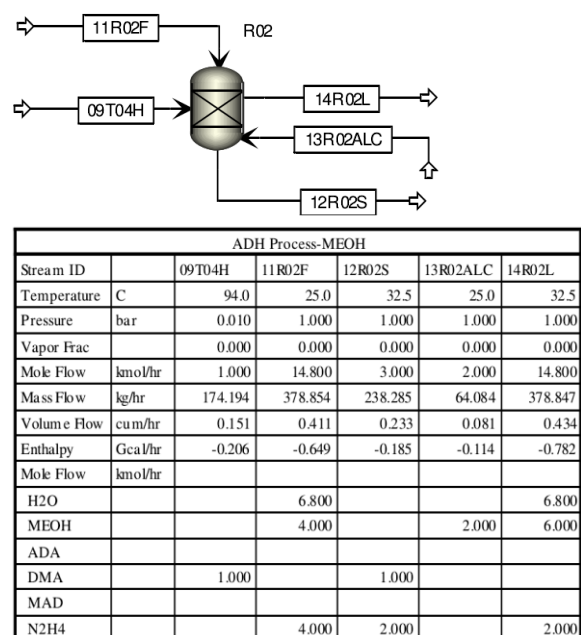 11R02F
R02
09T04H
14R02L
13R02ALC
12R02S
ADH Process-MEOH
Stream ID 09T04H 11R02F 12R02S 13R02ALC 14R02L
Temperature C 94.0 25.0 32.5 25.0 32.5
Pressure bar 0.010 1.000 1.000 1.000 1.000
Vapor Frac 0.000 0.000 0.000 0.000 0.000
Mole Flow kmol/hr 1.000 14.800 3.000 2.000 14.800
Mass Flow kg/hr 174.194 378.854 238.285 64.084 378.847
Volume Flow cum/hr 0.151 0.411 0.233 0.081 0.434
Enthalpy Gcal/hr -0.206 -0.649 -0.185 -0.114 -0.782
Mole Flow kmol/hr
H2O 6.800 6.800
MEOH 4.000 2.000 6.000
ADA
DMA 1.000 1.000
MAD
N2H4 4.000 2.000 2.000